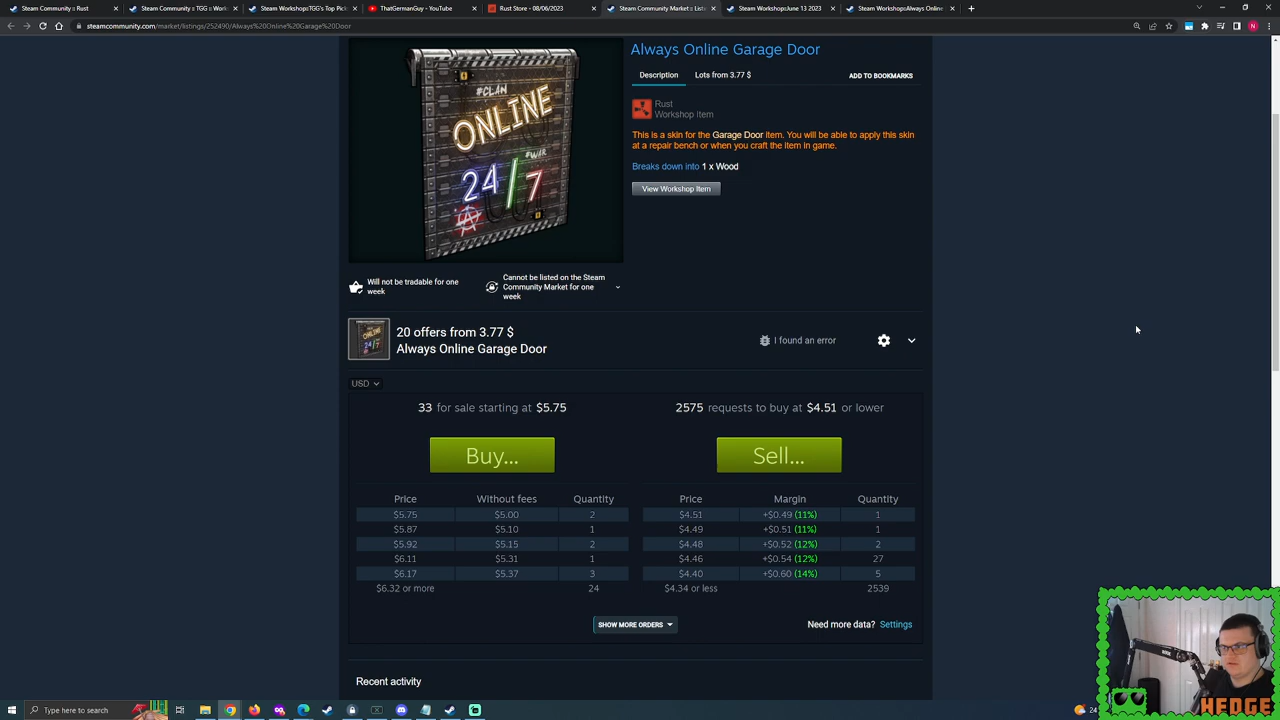 Steam Community :: Rust
Steam Community :: TGG :: Work
Steam Workshop:TGG's Top Pick
ThatGermanGuy - YouTube
Rust Store - 08/06/2023
Steam Community Market :: List
Steam Workshop:June 13 2023
Steam Workshop:Always Online
steamcommunity.com/market/listings/252490/Always%20Online%20Garage%20Door
N
#CLAN
ONLINE
#WAR
24/7
Always Online Garage Door
Description
Lots from 3.77 $
ADD TO BOOKMARKS
Rust
Workshop item
This is a skin for the Garage Door item. You will be able to apply this skin
at a repair bench or when you craft the item in game.
Breaks down into 1 x Wood
View Workshop Item
Will not be tradable for one
week
Cannot be listed on the Steam
Community Market for one
week
20 offers from 3.77 $
Always Online Garage Door
I found an error
USD
33 for sale starting at $5.75
2575 requests to buy at $4.51 or lower
Buy...
Sell...
Price Without fees Quantity
$5.75 $5.00 2
$5.87 $5.10 1
$5.92 $5.15 2
$6.11 $5.31 1
$6.17 $5.37 3
$6.32 or more 24
Price Margin Quantity
$4.51 +$0.49 (11%) 1
$4.49 +$0.51 (11%) 1
$4.48 +$0.52 (12%) 2
$4.46 +$0.54 (12%) 27
$4.40 +$0.60 (14%) 5
$4.34 or less 2539
SHOW MORE ORDERS
Need more data? Settings
Recent activity
RØDE
HEDGE
Type here to search
24